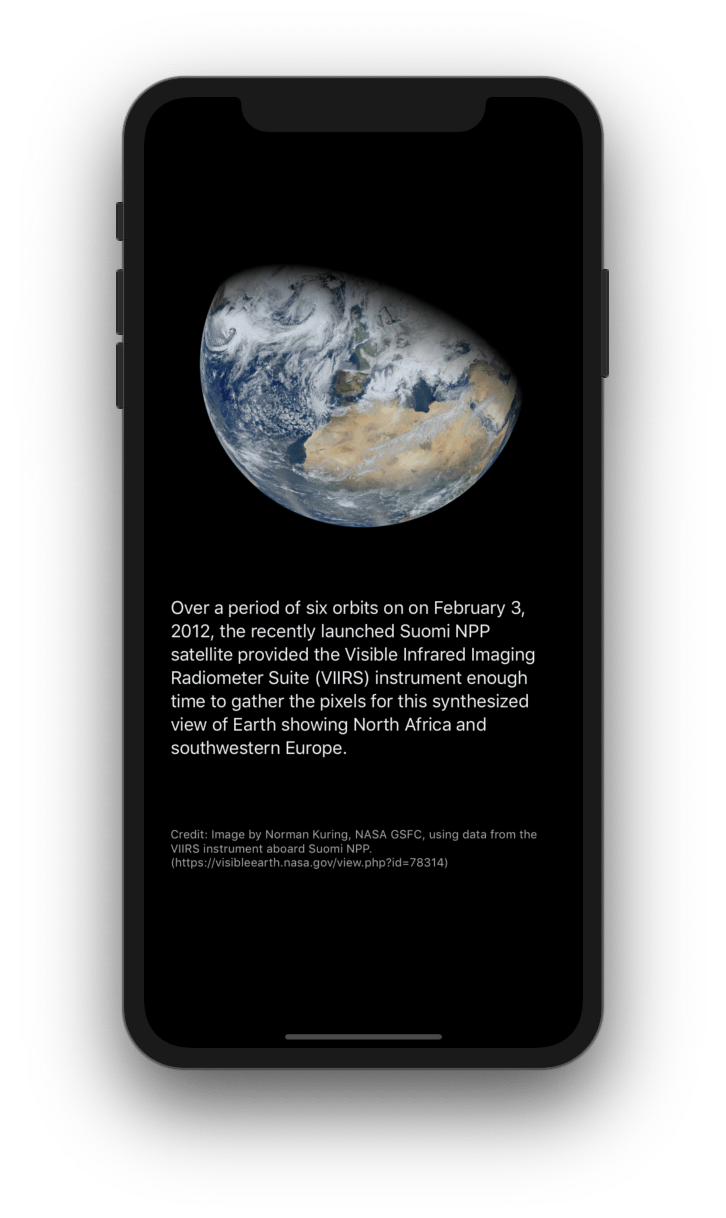 Over a period of six orbits on on February 3,
2012, the recently launched Suomi NPP
satellite provided the Visible Infrared Imaging
Radiometer Suite (VIIRS) instrument enough
time to gather the pixels for this synthesized
view of Earth showing North Africa and
southwestern Europe.
Credit: Image by Norman Kuring, NASA GSFC, using data from the
VIIRS instrument aboard Suomi NPP.
(https://visibleearth.nasa.gov/view.php?id=78314)